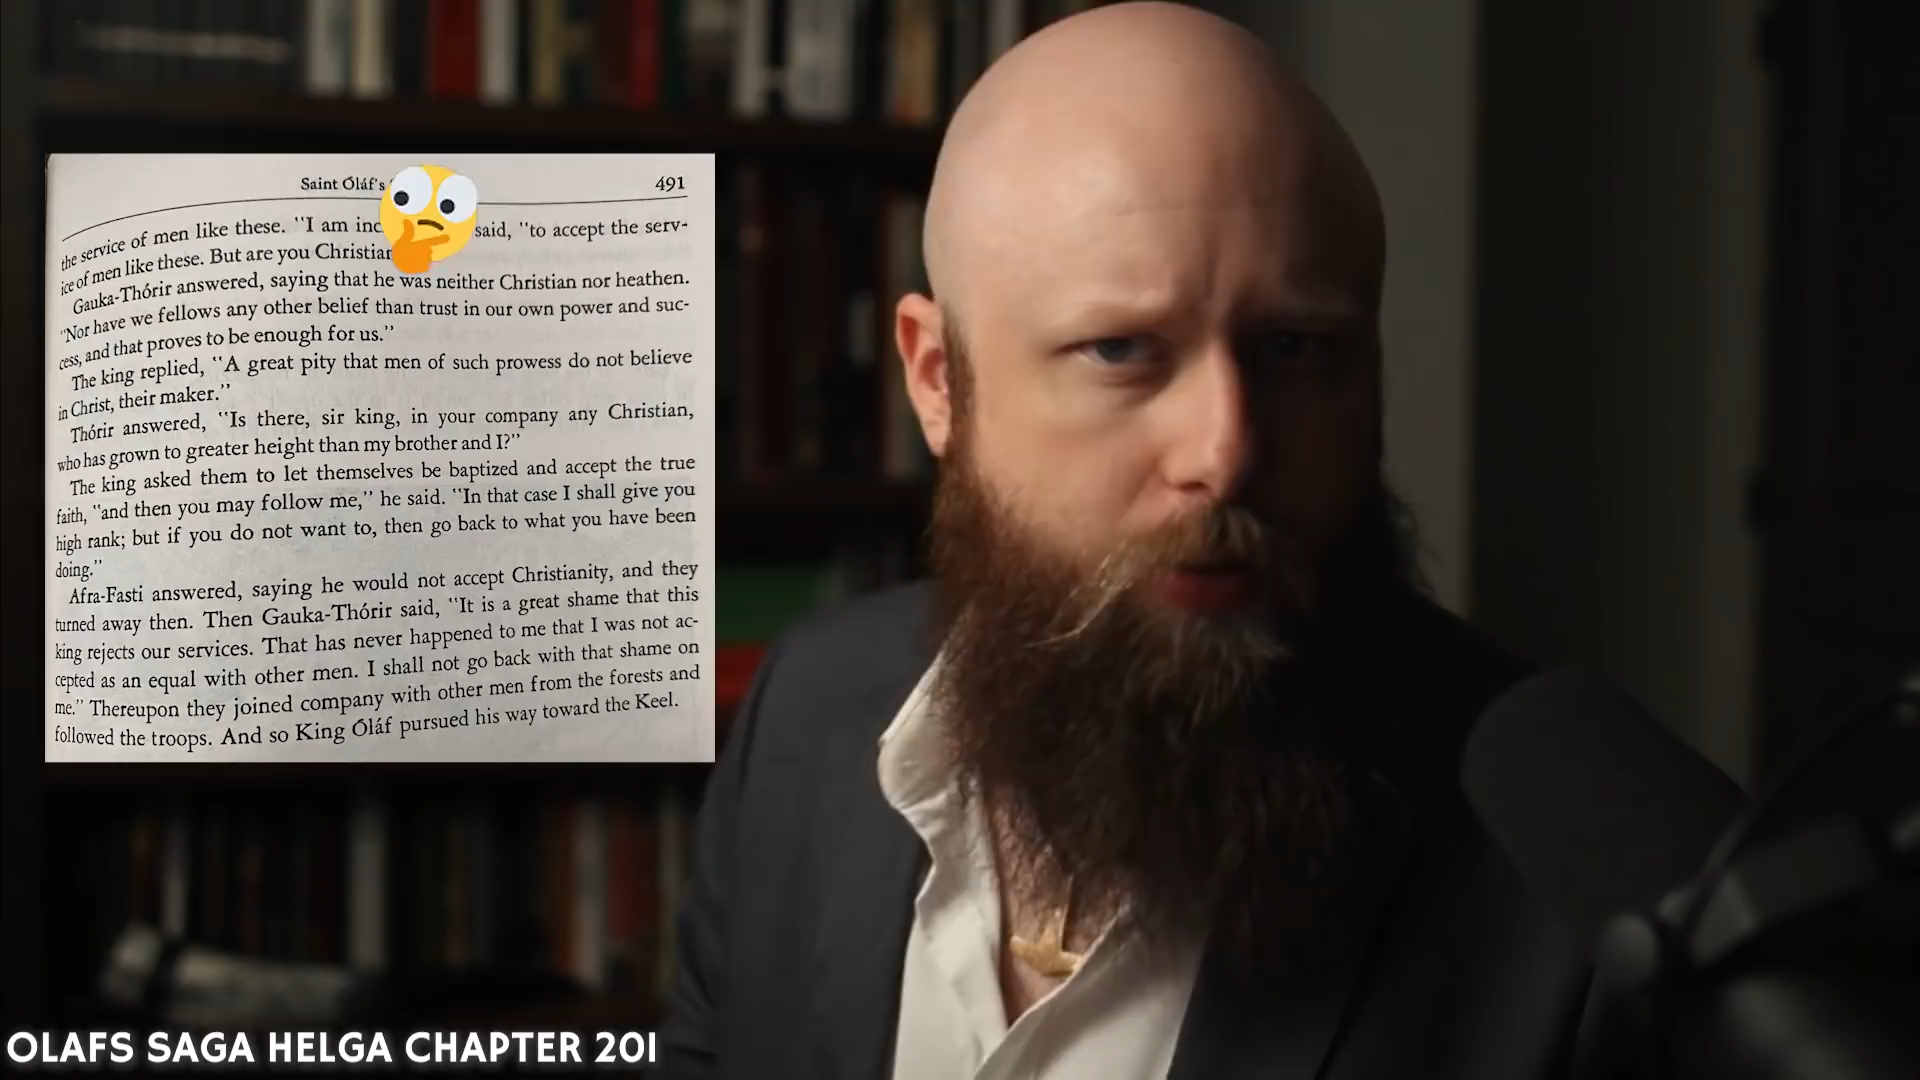 Saint Óláf's
491
the service of men like these. "I am inc said, "to accept the serv-
ice of men like these. But are you Christian
Gauka-Thórir answered, saying that he was neither Christian nor heathen.
"Nor have we fellows any other belief than trust in our own power and suc-
cess, and that proves to be enough for us."
The king replied, "A great pity that men of such prowess do not believe
in Christ, their maker."
Thórir answered, "Is there, sir king, in your company any Christian,
who has grown to greater height than my brother and I?"
The king asked them to let themselves be baptized and accept the true
faith, "and then you may follow me," he said. "In that case I shall give you
high rank; but if you do not want to, then go back to what you have been
doing."
Afra-Fasti answered, saying he would not accept Christianity, and they
turned away then. Then Gauka-Thórir said, "It is a great shame that this
king rejects our services. That has never happened to me that I was not ac-
cepted as an equal with other men. I shall not go back with that shame on
me." Thereupon they joined company with other men from the forests and
followed the troops. And so King Óláf pursued his way toward the Keel.
OLAFS SAGA HELGA CHAPTER 201